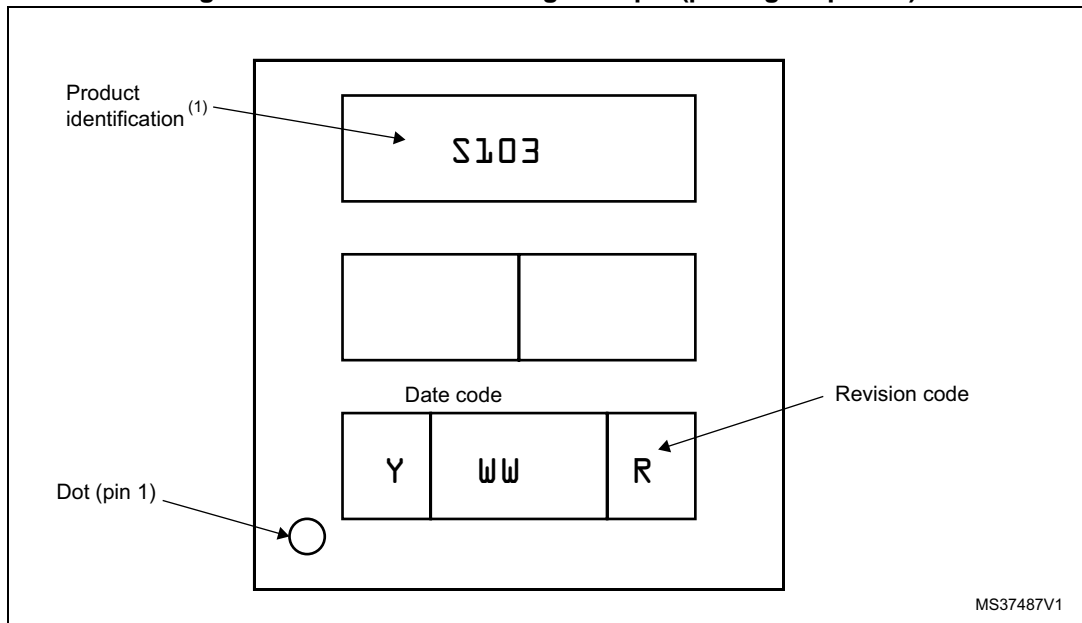 Product
identification (1)
S103
Date code
Revision code
Y WW R
Dot (pin 1)
MS37487V1